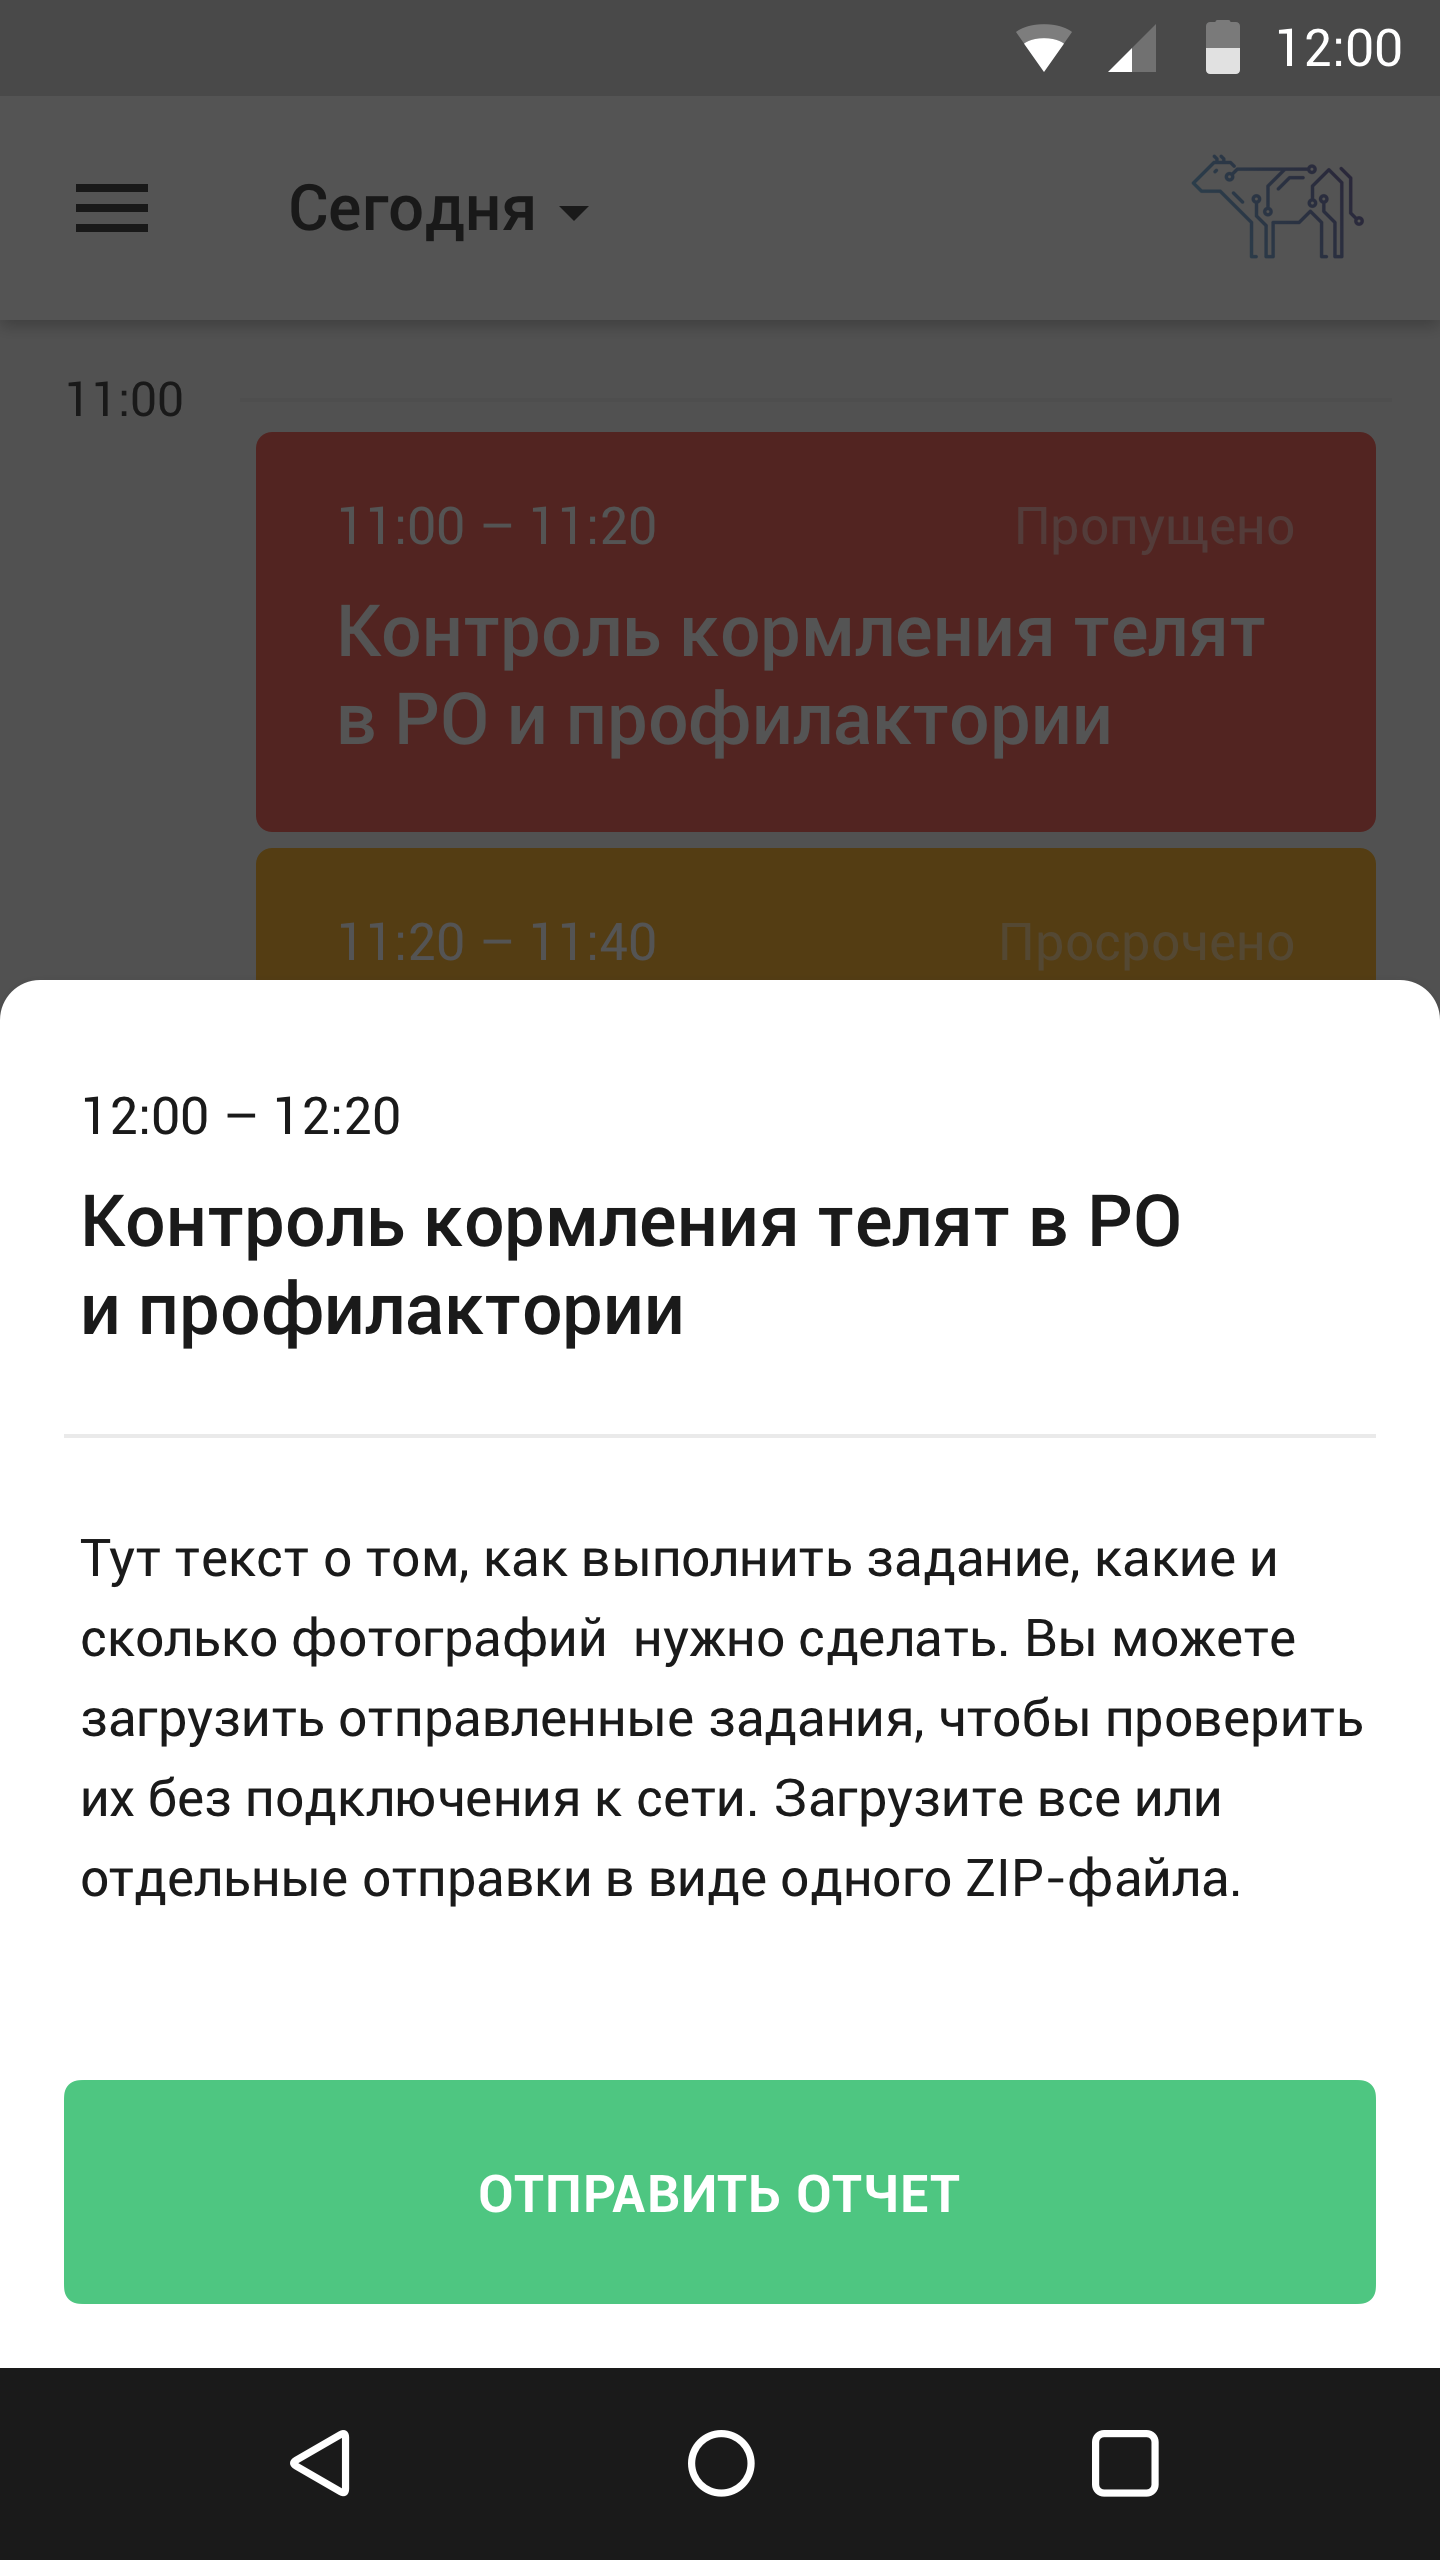 12:00
Сегодня
11:00
11:00 – 11:20
Пропущено
Контроль кормления телят
в РО и профилактории
11:20 – 11:40
Просрочено
12:00 – 12:20
Контроль кормления телят в РО
и профилактории
Тут текст о том, как выполнить задание, какие и
сколько фотографий  нужно сделать. Вы можете
загрузить отправленные задания, чтобы проверить
их без подключения к сети. Загрузите все или
отдельные отправки в виде одного ZIP-файла.
ОТПРАВИТЬ ОТЧЕТ